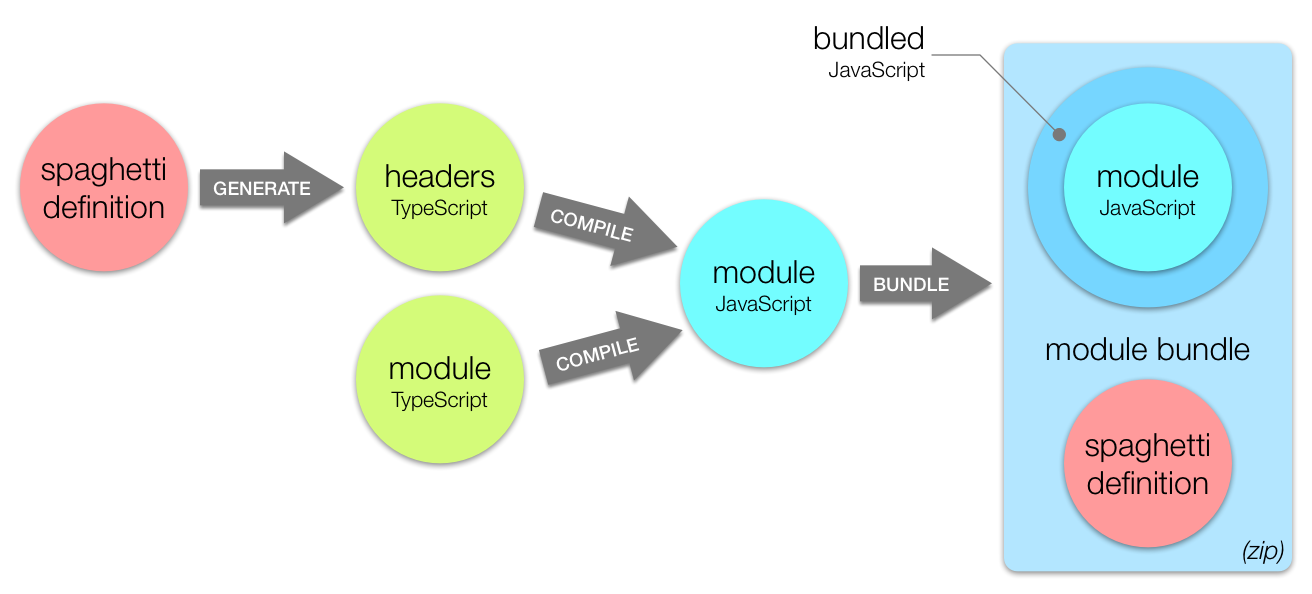 spaghetti
definition
GENERATE
headers
TypeScript
module
TypeScript
COMPILE
COMPILE
module
JavaScript
BUNDLE
bundled
JavaScript
module
JavaScript
module bundle
spaghetti
definition
(zip)